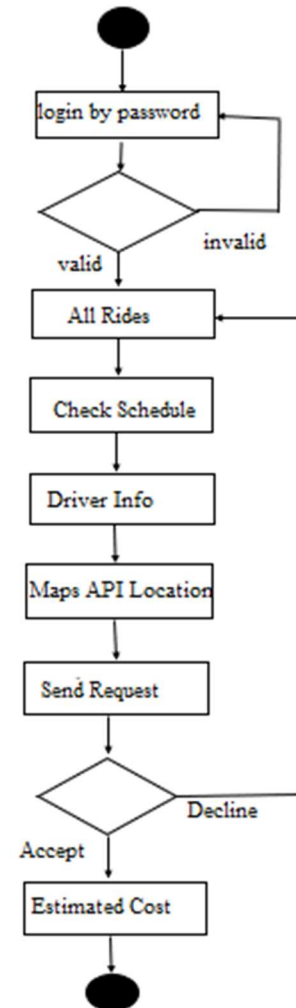 login by password
invalid
valid
All Rides
Check Schedule
Driver Info
Maps API Location
Send Request
Decline
Accept
Estimated Cost